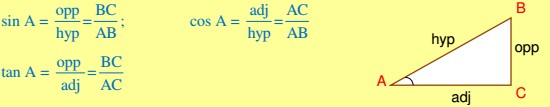 sin A = opp/hyp = BC/AB ; cos A = adj/hyp = AC/AB
tan A = opp/adj = BC/AC
B
hyp
opp
A
C
adj